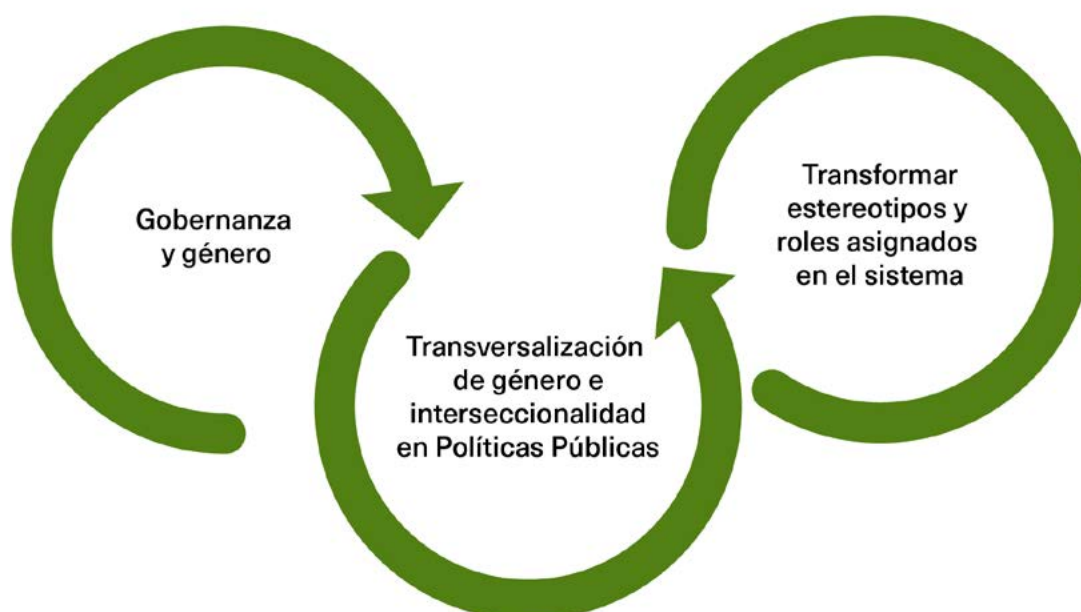 Gobernanza
y género
Transversalización
de género e
interseccionalidad
en Políticas Públicas
Transformar
estereotipos y
roles asignados
en el sistema